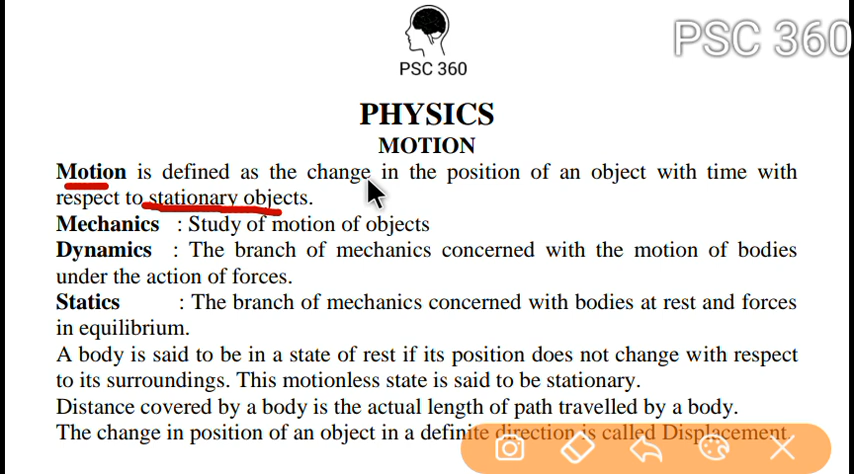 PSC 360
PSC 360
PHYSICS
MOTION
Motion is defined as the change in the position of an object with time with
respect to stationary objects.
Mechanics : Study of motion of objects
Dynamics : The branch of mechanics concerned with the motion of bodies
under the action of forces.
Statics : The branch of mechanics concerned with bodies at rest and forces
in equilibrium.
A body is said to be in a state of rest if its position does not change with respect
to its surroundings. This motionless state is said to be stationary.
Distance covered by a body is the actual length of path travelled by a body.
The change in position of an object in a definite direction is called Displacement.